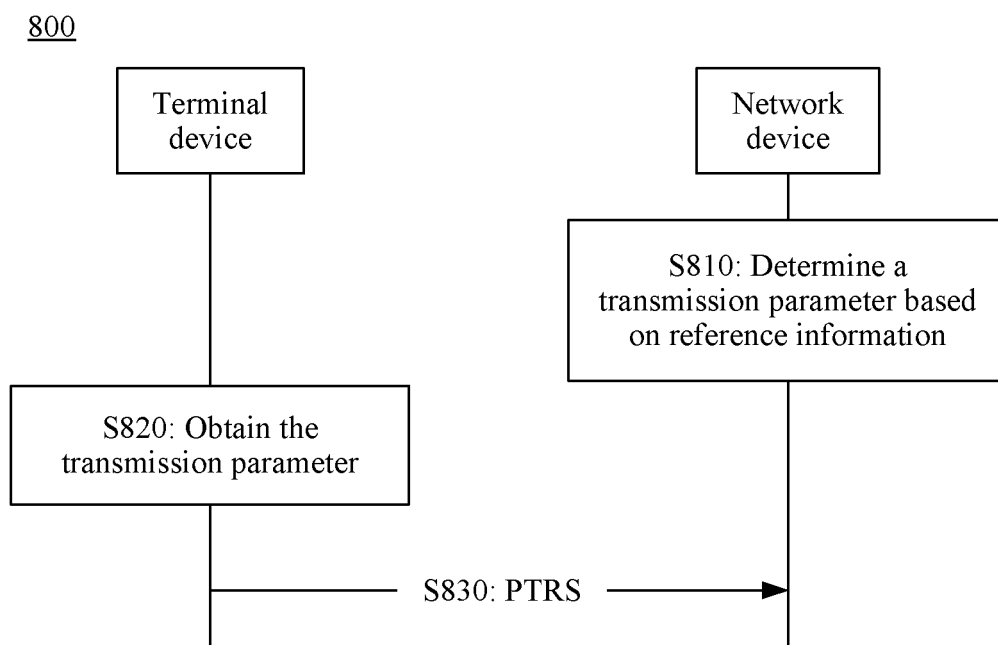 800
Terminal
device
Network
device
S810: Determine a
transmission parameter based
on reference information
S820: Obtain the
transmission parameter
S830: PTRS